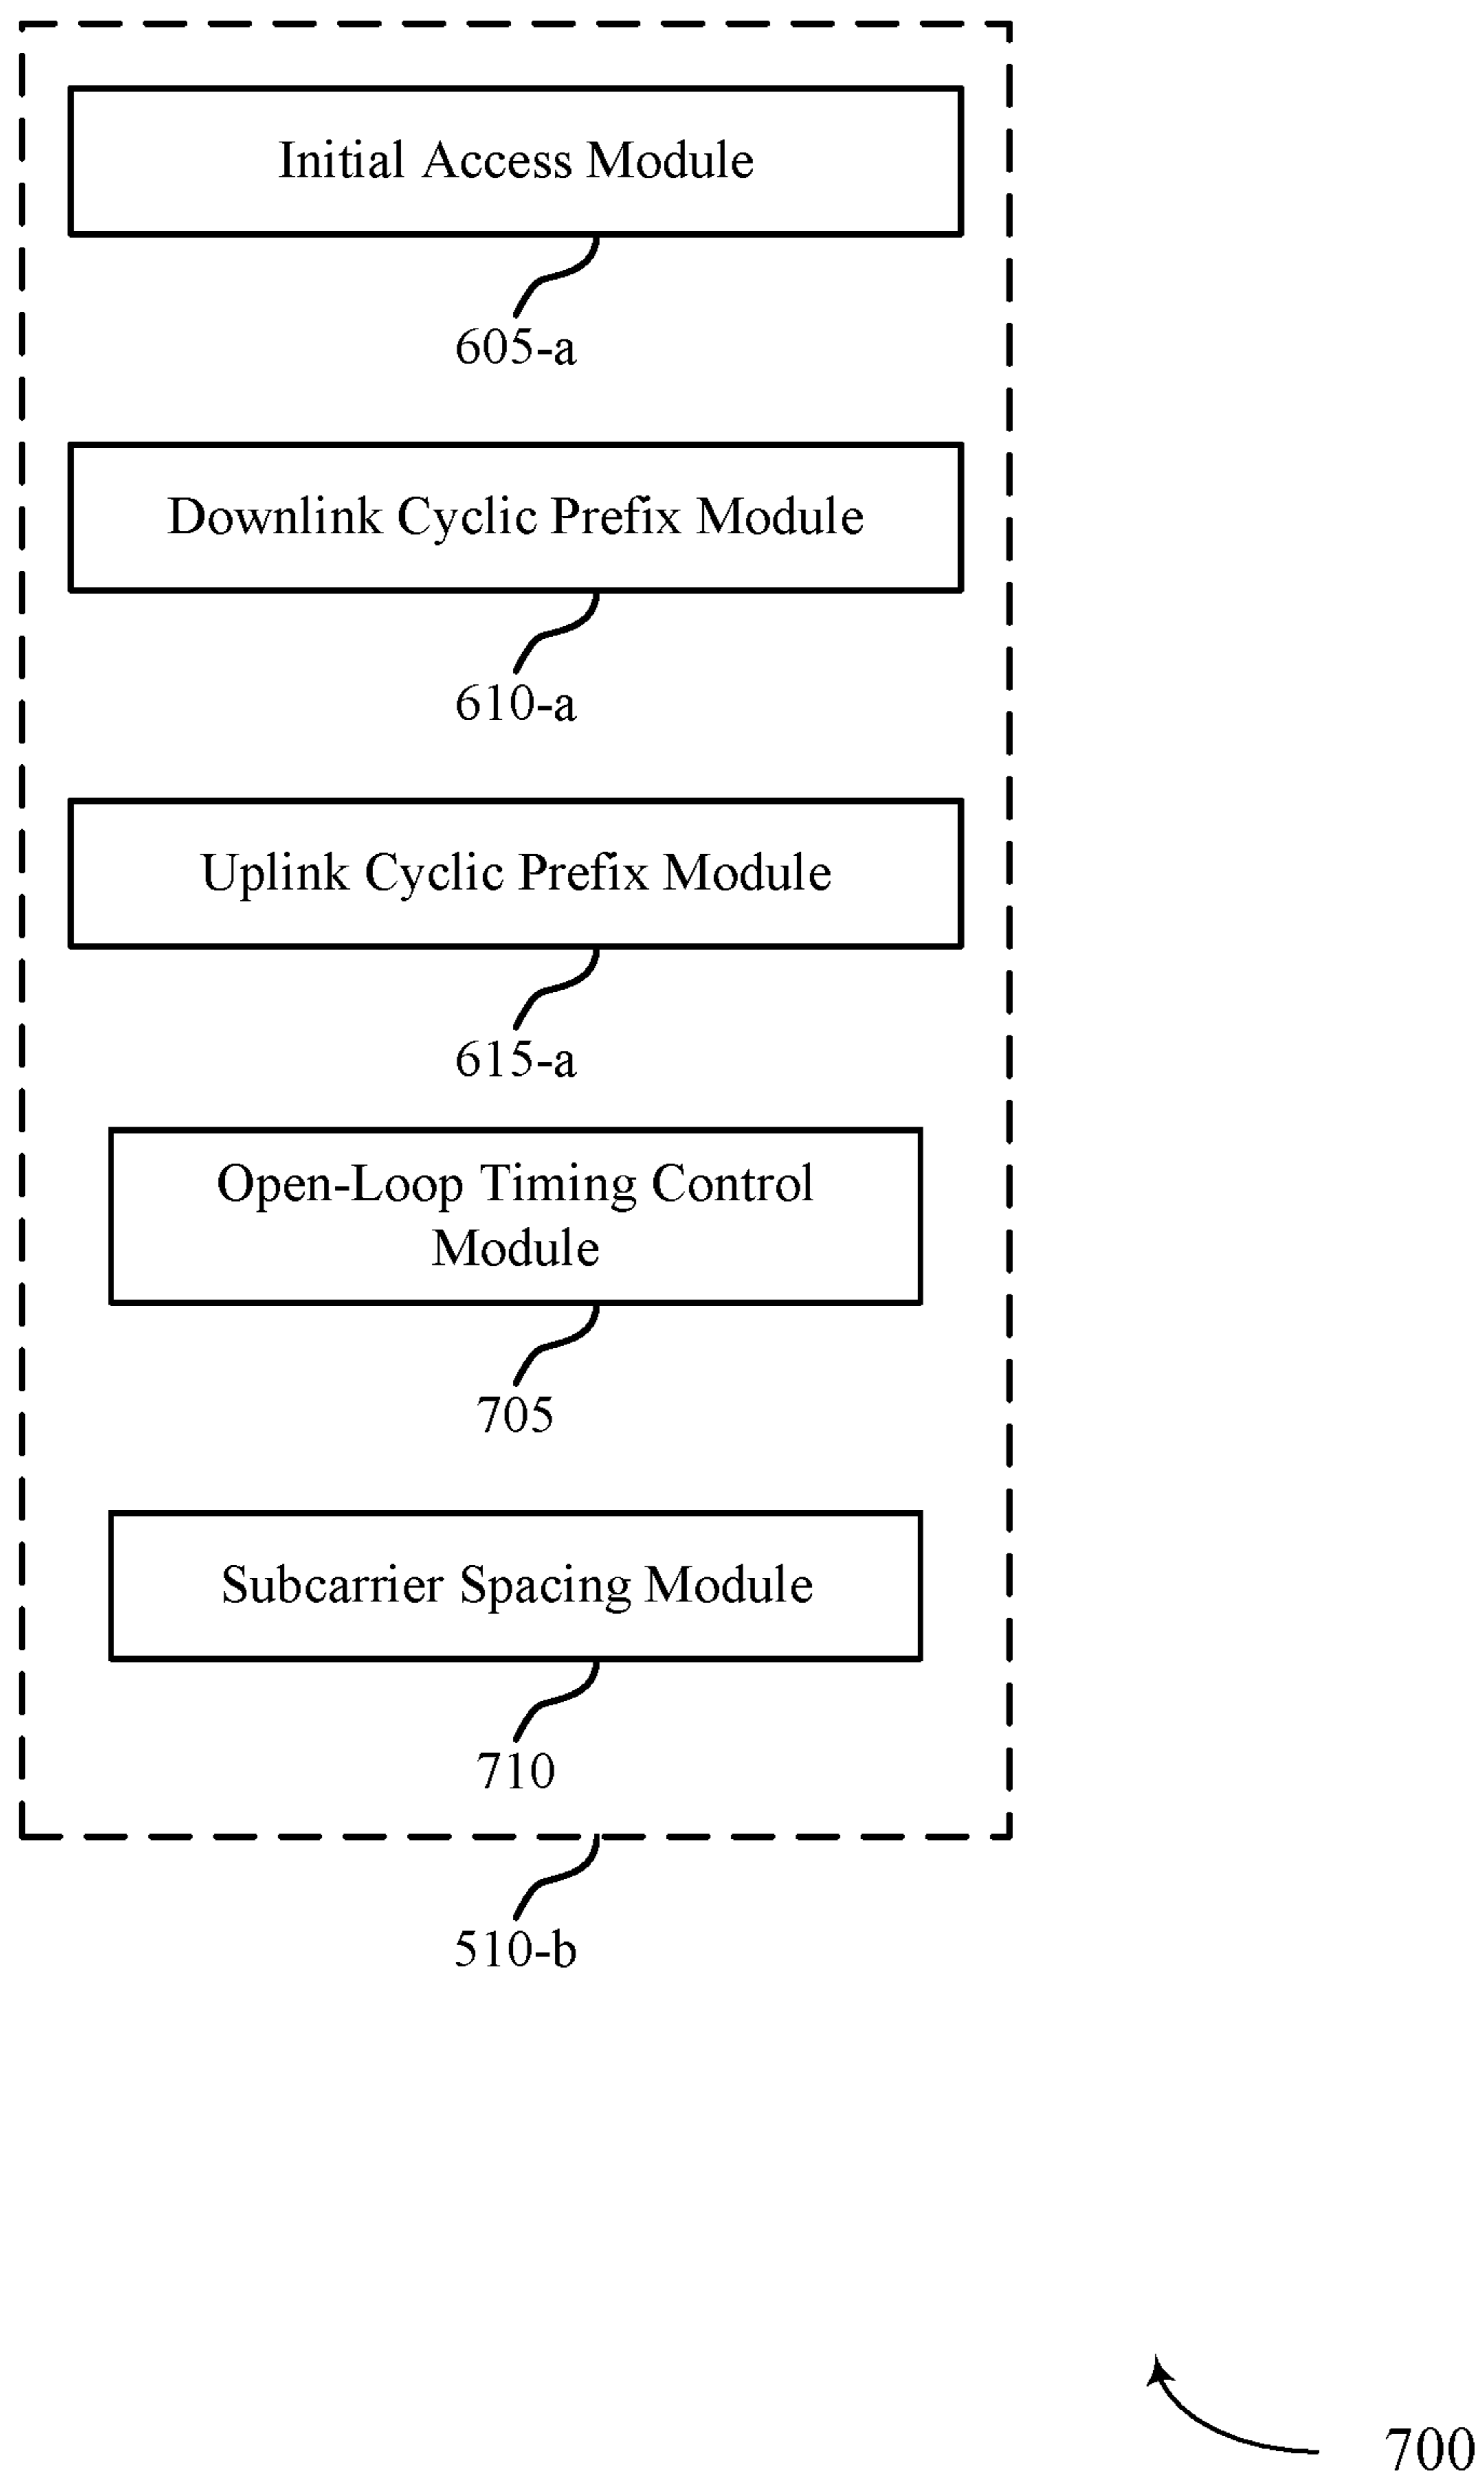 Initial Access Module
605-a
Downlink Cyclic Prefix Module
610-a
Uplink Cyclic Prefix Module
615-a
Open-Loop Timing Control
Module
705
Subcarrier Spacing Module
710
510-b
700